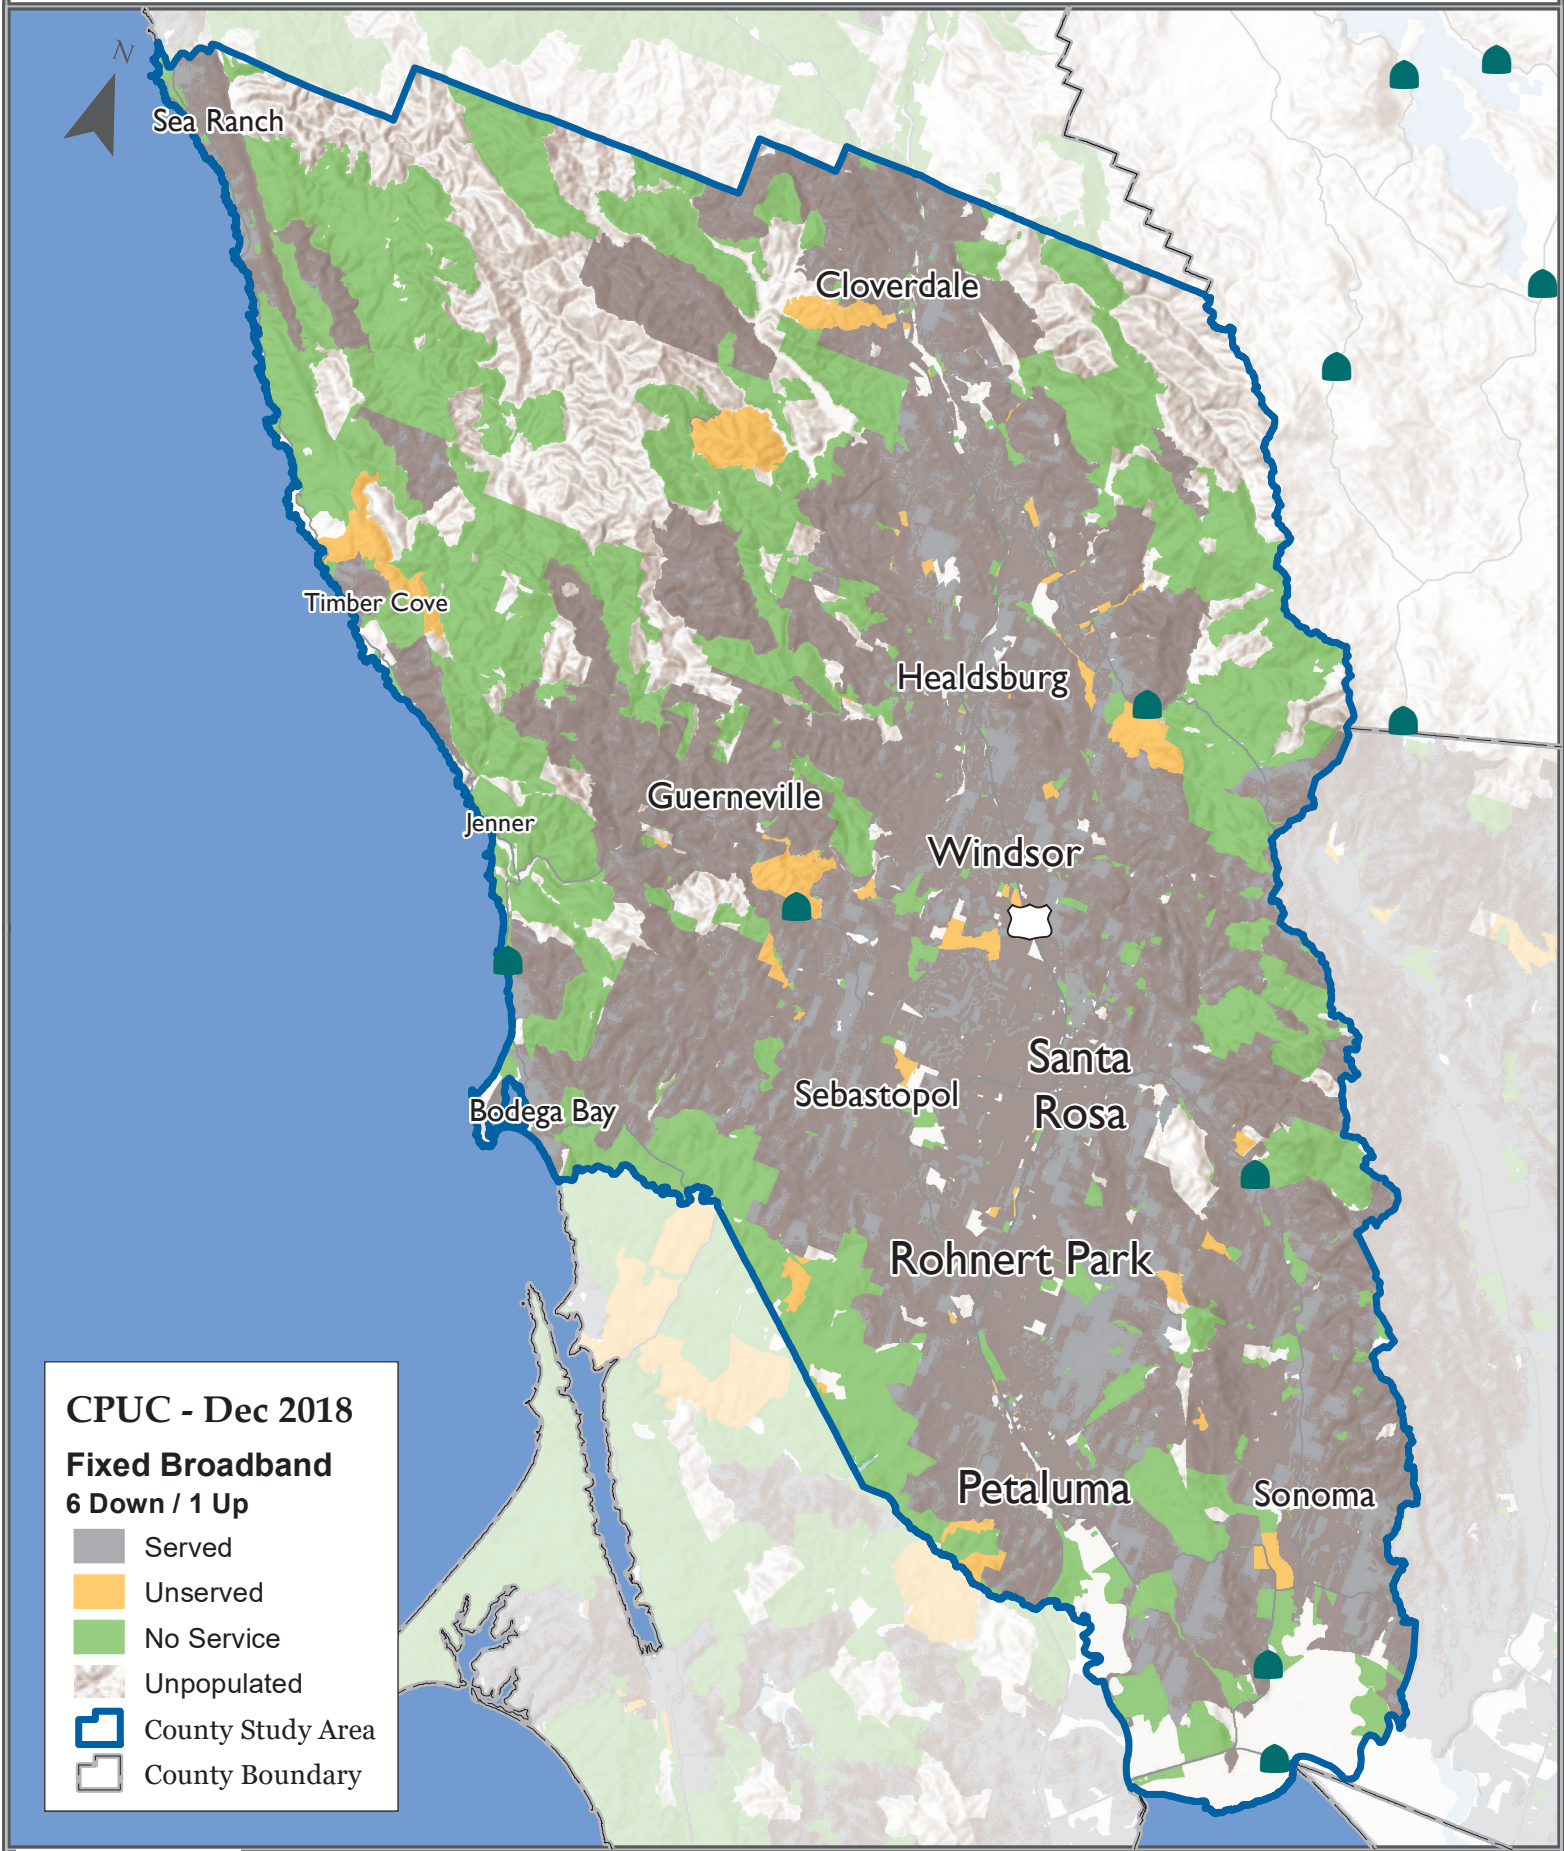 N
Sea Ranch
Cloverdale
Timber Cove
Healdsburg
Guerneville
Jenner
Windsor
Santa
Rosa
Sebastopol
Bodega Bay
Rohnert Park
Petaluma
Sonoma
CPUC - Dec 2018
Fixed Broadband
6 Down / 1 Up
Served
Unserved
No Service
Unpopulated
County Study Area
County Boundary